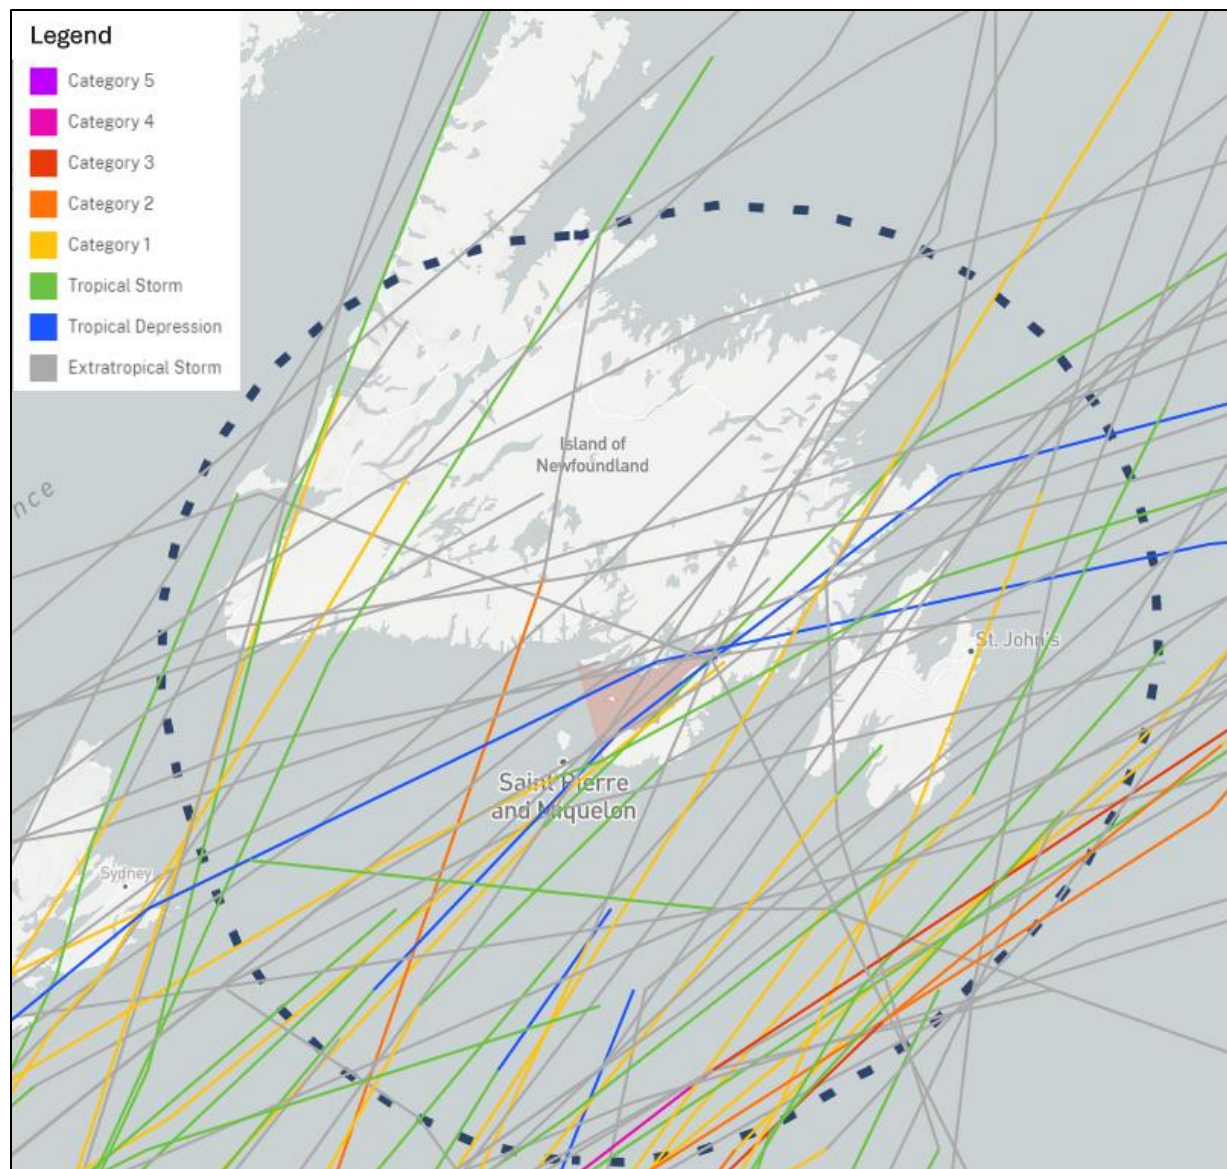 Legend
Category 5
Category 4
Category 3
Category 2
Category 1
Tropical Storm
Tropical Depression
Extratropical Storm
Island of
Newfoundland
nce
St. John's
Saint Pierre
and Miquelon
Sydney